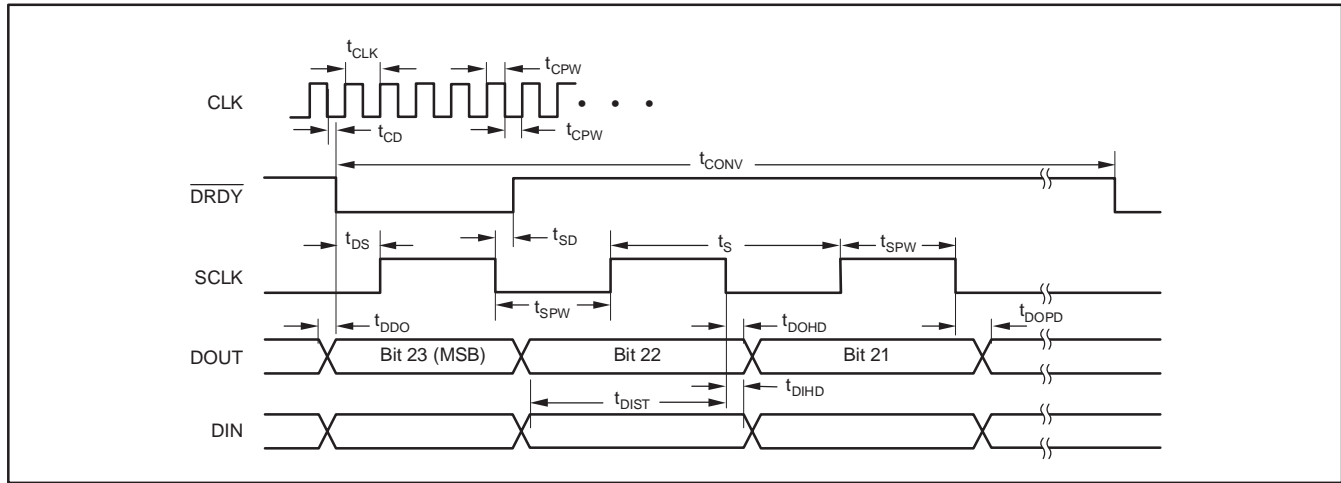 tCLK
tCPW
CLK
tCD
tCPW
tCONV
DRDY
tDS
tSD
tS
tSPW
SCLK
tSPW
tDDO
tDOHD
tDOPD
DOUT
Bit 23 (MSB)
Bit 22
Bit 21
tDIST
tDIHD
DIN